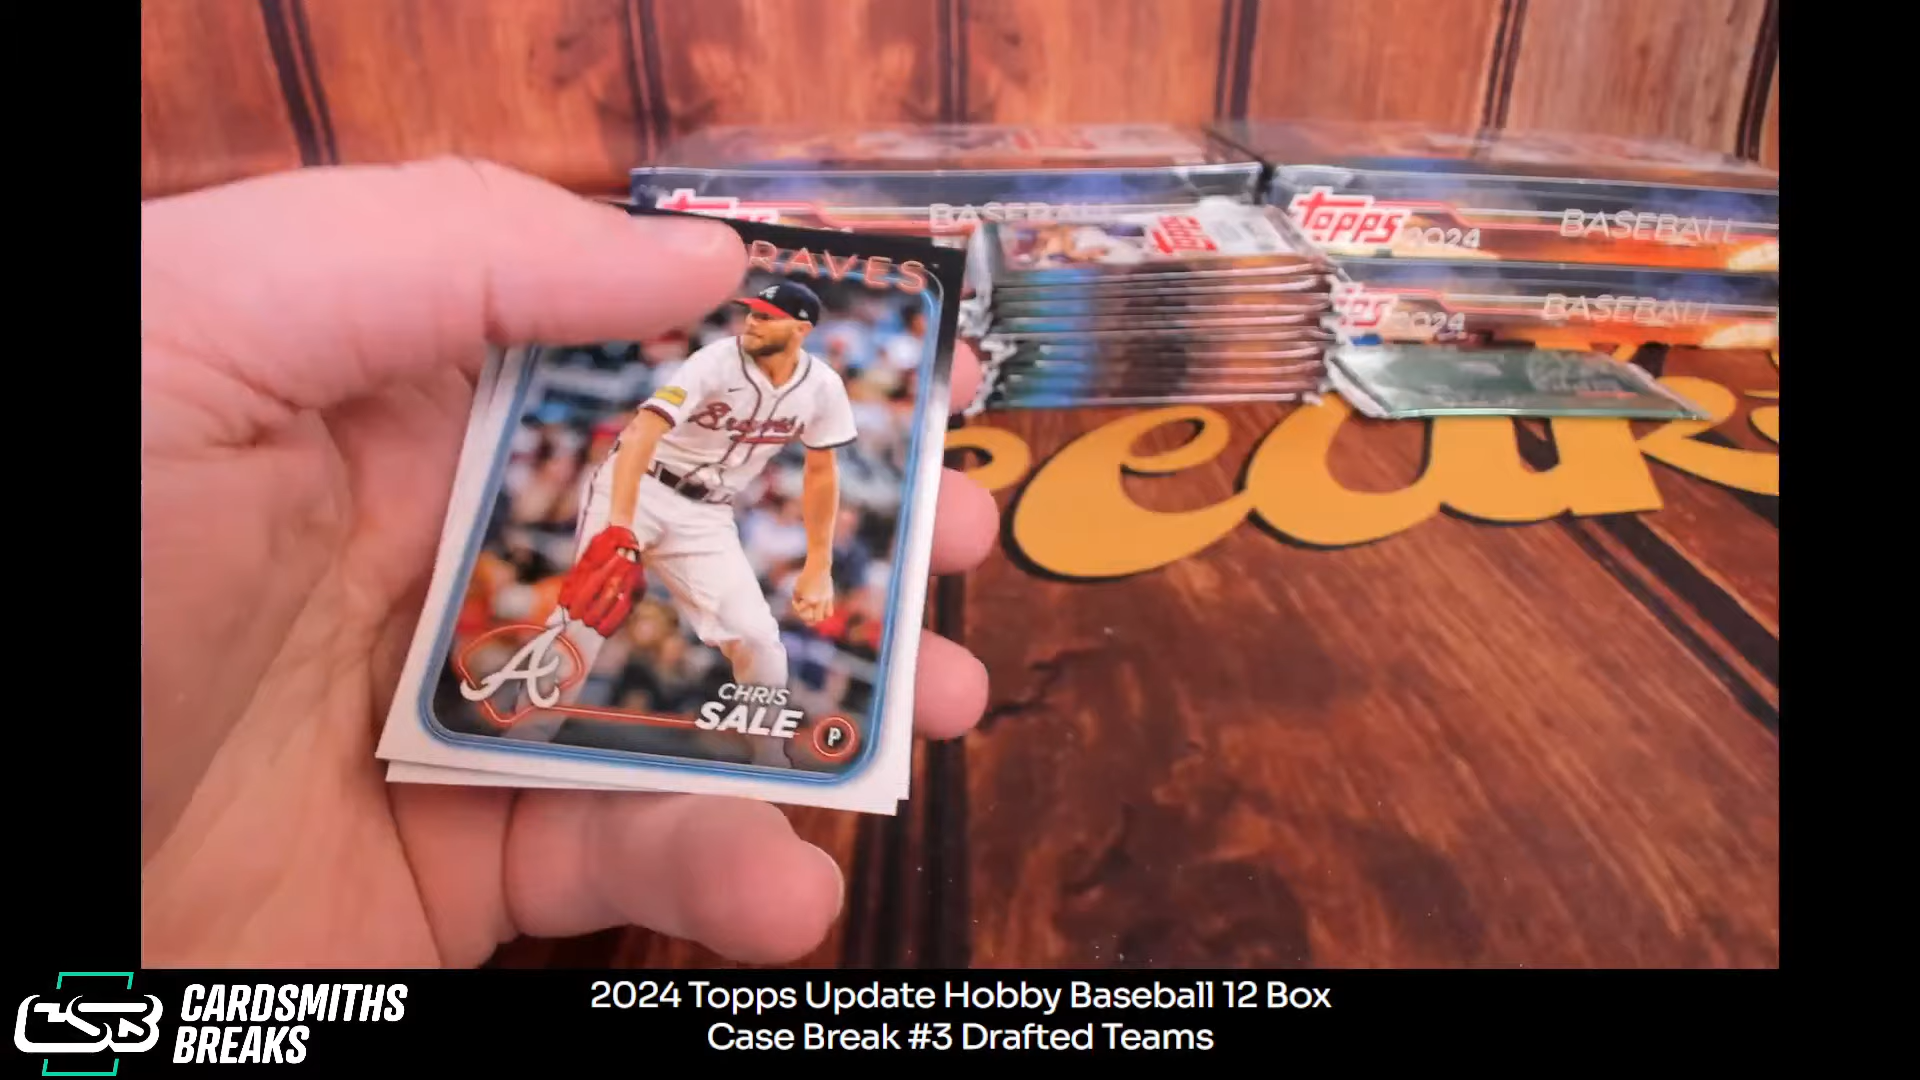 BASEBALL
Topps 2024 BASEBALL
2024 BASEBALL
RAVES
Braves
A
CHRIS
SALE
P
CSB CARDSMITHS
BREAKS
2024 Topps Update Hobby Baseball 12 Box
Case Break #3 Drafted Teams